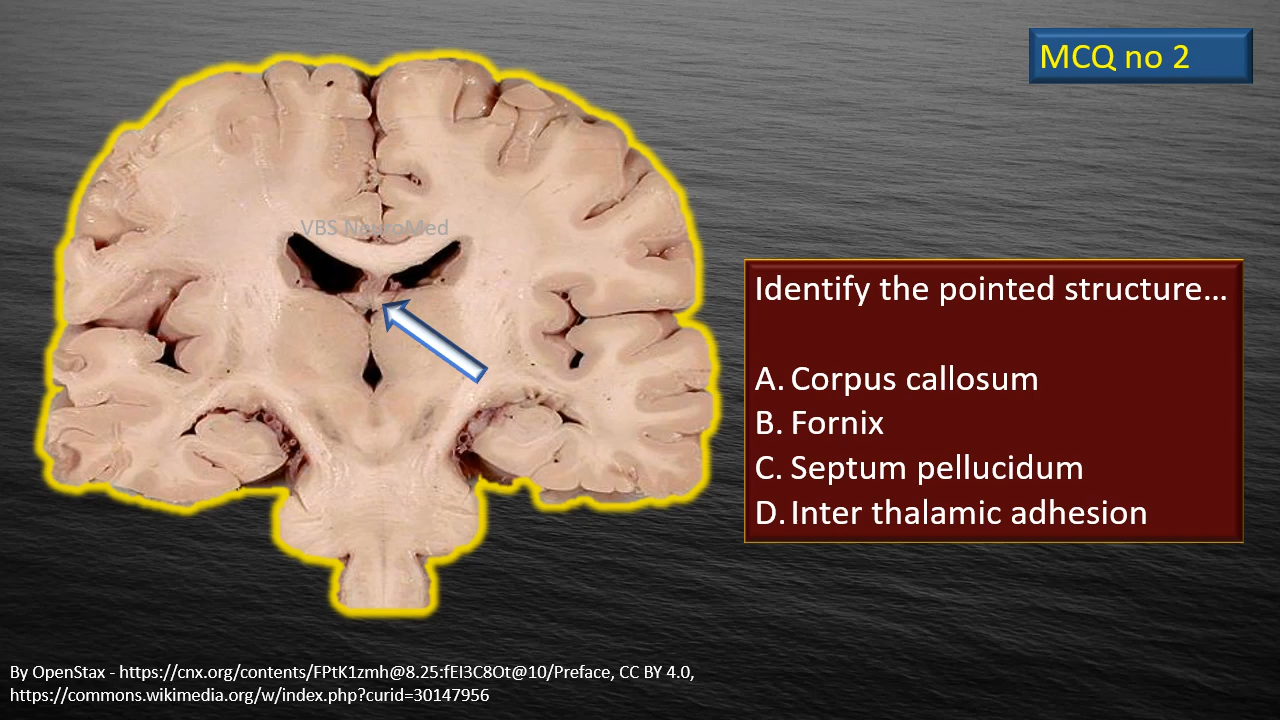 MCQ no 2
VBS NeuroMed
Identify the pointed structure...
A. Corpus callosum
B. Fornix
C. Septum pellucidum
D. Inter thalamic adhesion
By OpenStax - https://cnx.org/contents/FPtK1zmh@8.25:fEI3C8Ot@10/Preface, CC BY 4.0,
https://commons.wikimedia.org/w/index.php?curid=30147956